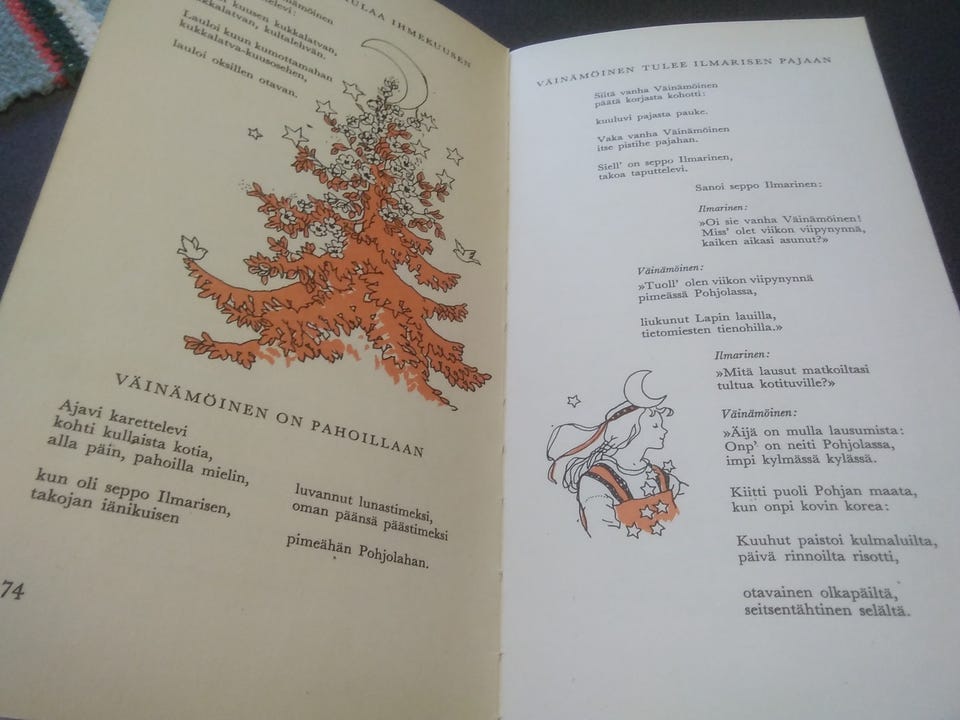 ULAA IHMEKUUSEN
kuusen kukkalatvan,
kukkalatvan, kultalehvän.
Lauloi kuun kumottamahan
kukkalatva-kuusosehen,
lauloi oksillen otavan.
VÄINÄMÖINEN ON PAHOILLAAN
Ajavi karettelevi
kohti kullaista kotia,
alla päin, pahoilla mielin,
kun oli seppo Ilmarisen,
takojan iänikuisen
luvannut lunastimeksi,
oman päänsä päästimeksi
pimeähän Pohjolahan.
74
VÄINÄMÖINEN TULEE ILMARISEN PAJAAN
Siitä vanha Väinämöinen
päätä korjasta kohotti:
kuuluvi pajasta pauke.
Vaka vanha Väinämöinen
itse pistihe pajahan.
Siell' on seppo Ilmarinen,
takoa taputtelevi.
Sanoi seppo Ilmarinen:
Ilmarinen:
»Oi sie vanha Väinämöinen!
Miss' olet viikon viipynynnä,
kaiken aikasi asunut?»
Väinämöinen:
»Tuoll' olen viikon viipynynnä
pimeässä Pohjolassa,
liukunut Lapin lauilla,
tietomiesten tienohilla.»
Ilmarinen:
»Mitä lausut matkoiltasi
tultua kotituville?»
Väinämöinen:
»Äijä on mulla lausumista:
Onp' on neiti Pohjolassa,
impi kylmässä kylässä.
Kiitti puoli Pohjan maata,
kun onpi kovin korea:
Kuuhut paistoi kulmaluilta,
päivä rinnoilta risotti,
otavainen olkapäiltä,
seitsentähtinen selältä.